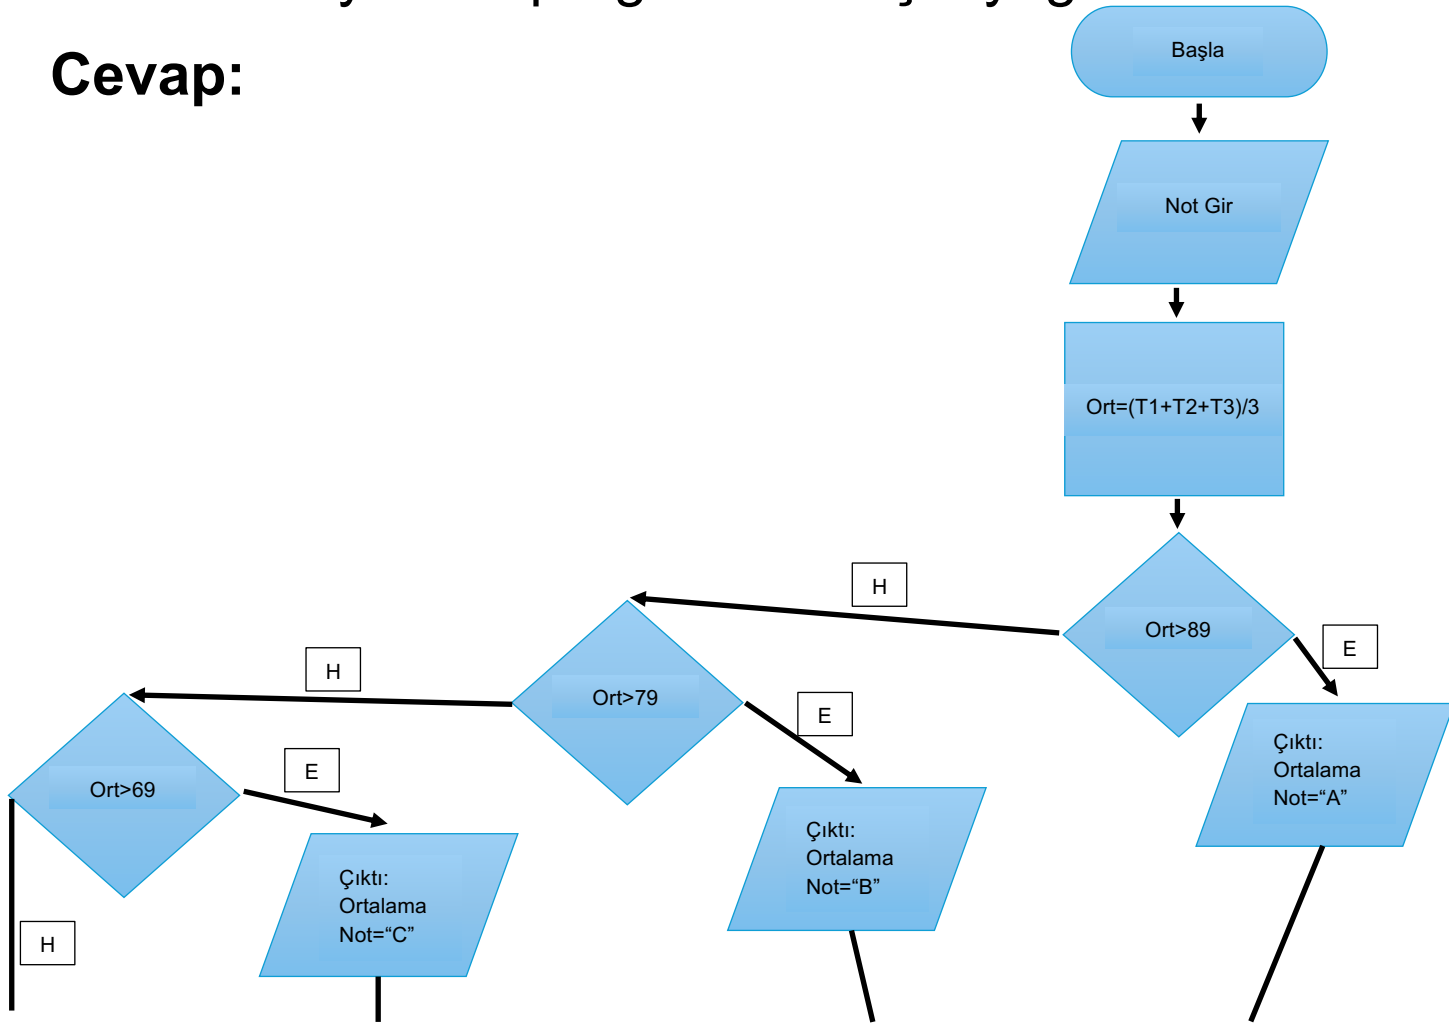 Cevap:
Başla
Not Gir
Ort=(T1+T2+T3)/3
Ort>89
H
E
Ort>79
H
E
Çıktı:
Ortalama
Not=“A”
Ort>69
E
Çıktı:
Ortalama
Not=“B”
Çıktı:
Ortalama
Not=“C”
H